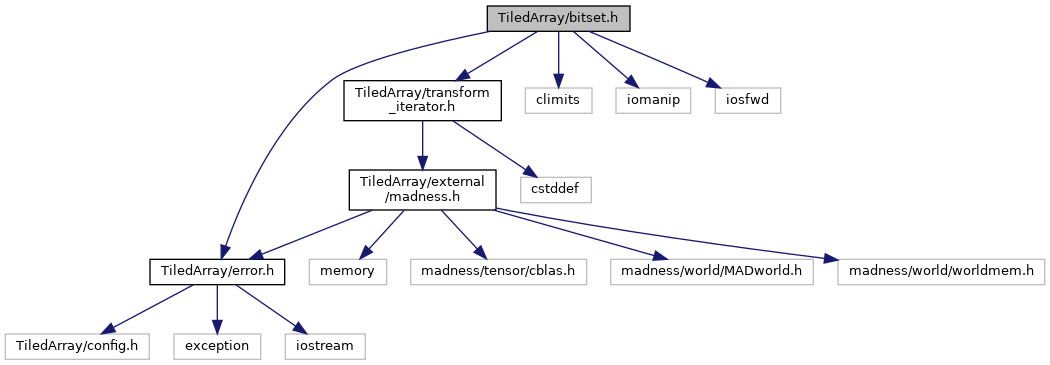 TiledArray/bitset.h
TiledArray/transform
_iterator.h
climits
iomanip
iosfwd
TiledArray/external
/madness.h
cstddef
TiledArray/error.h
memory
madness/tensor/cblas.h
madness/world/MADworld.h
madness/world/worldmem.h
TiledArray/config.h
exception
iostream